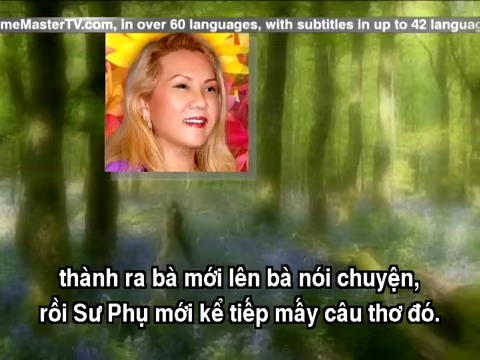 meMasterTV.com, in over 60 languages, with subtitles in up to 42 languag
thành ra bà mới lên bà nói chuyện,
rồi Sư Phụ mới kể tiếp mấy câu thơ đó.